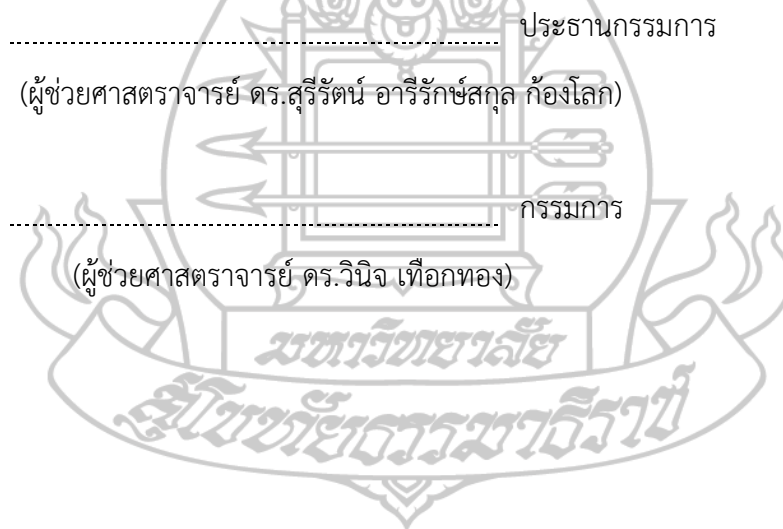 ประธานกรรมการ
(ผู้ช่วยศาสตราจารย์ ดร.สุรีรัตน์ อารีรักษ์สกุล ก้องโลก)
กรรมการ
(ผู้ช่วยศาสตราจารย์ ดร.วินิจ เทือกทอง)
มหาวิทยาลัย
สุโขทัยธรรมาธิราช